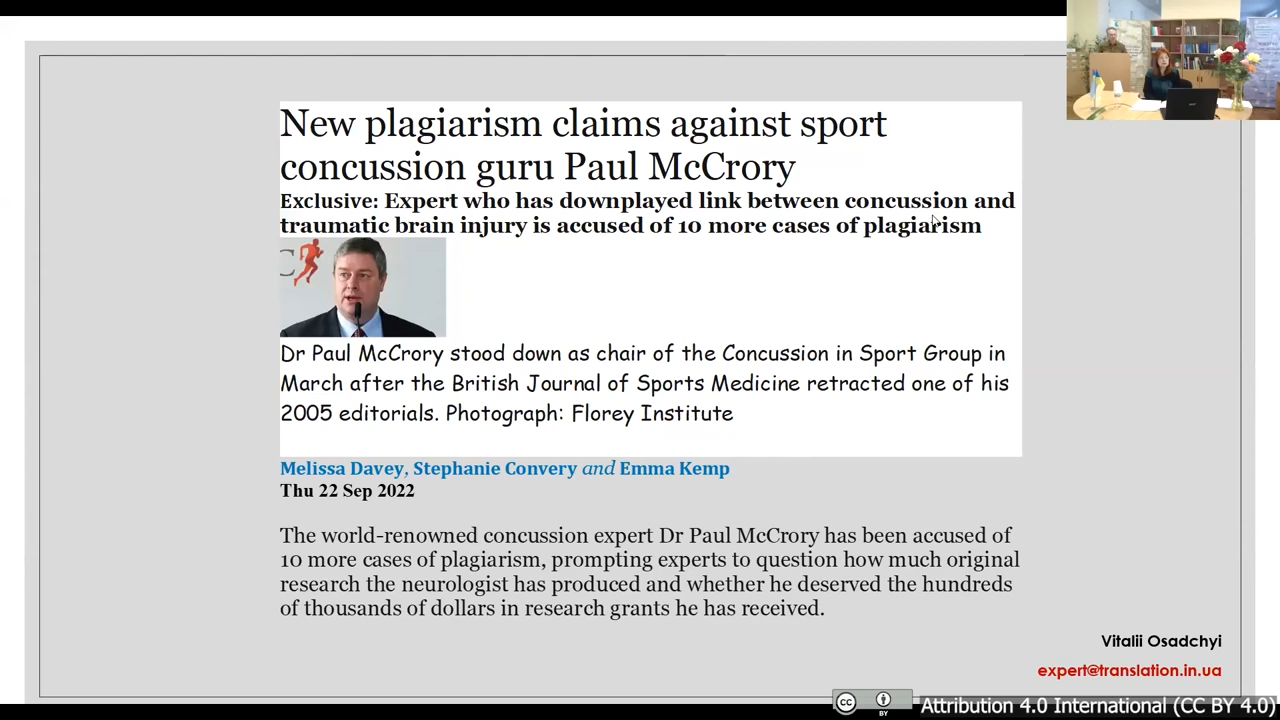 New plagiarism claims against sport
concussion guru Paul McCrory
Exclusive: Expert who has downplayed link between concussion and
traumatic brain injury is accused of 10 more cases of plagiarism
C
Dr Paul McCrory stood down as chair of the Concussion in Sport Group in
March after the British Journal of Sports Medicine retracted one of his
2005 editorials. Photograph: Florey Institute
Melissa Davey, Stephanie Convery and Emma Kemp
Thu 22 Sep 2022
The world-renowned concussion expert Dr Paul McCrory has been accused of
10 more cases of plagiarism, prompting experts to question how much original
research the neurologist has produced and whether he deserved the hundreds
of thousands of dollars in research grants he has received.
Vitalii Osadchyi
expert@translation.in.ua
cc BY Attribution 4.0 International (CC BY 4.0)